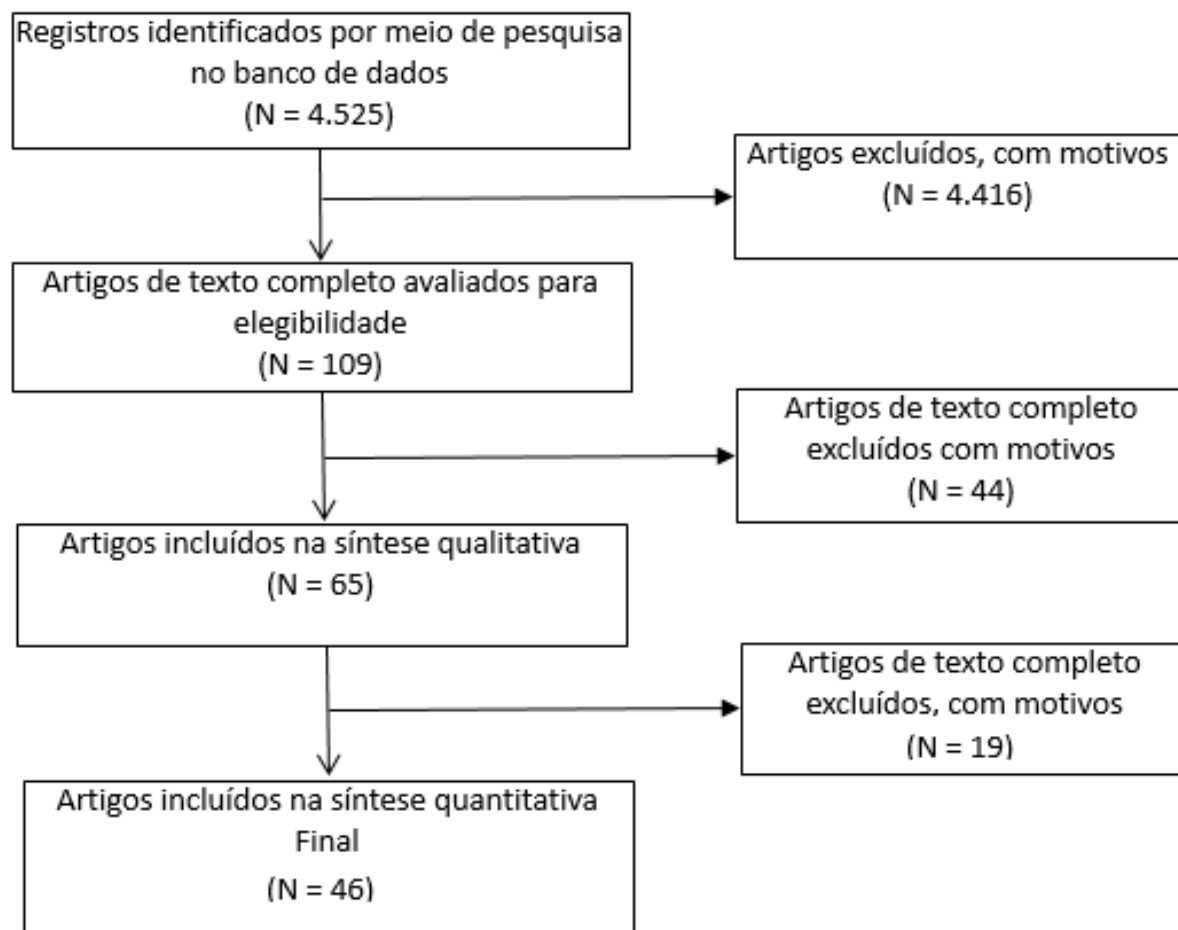 Registros identificados por meio de pesquisa
no banco de dados
(N = 4.525)
Artigos excluídos, com motivos
(N = 4.416)
Artigos de texto completo avaliados para
elegibilidade
(N = 109)
Artigos de texto completo
excluídos com motivos
(N = 44)
Artigos incluídos na síntese qualitativa
(N = 65)
Artigos de texto completo
excluídos, com motivos
(N = 19)
Artigos incluídos na síntese quantitativa
Final
(N = 46)